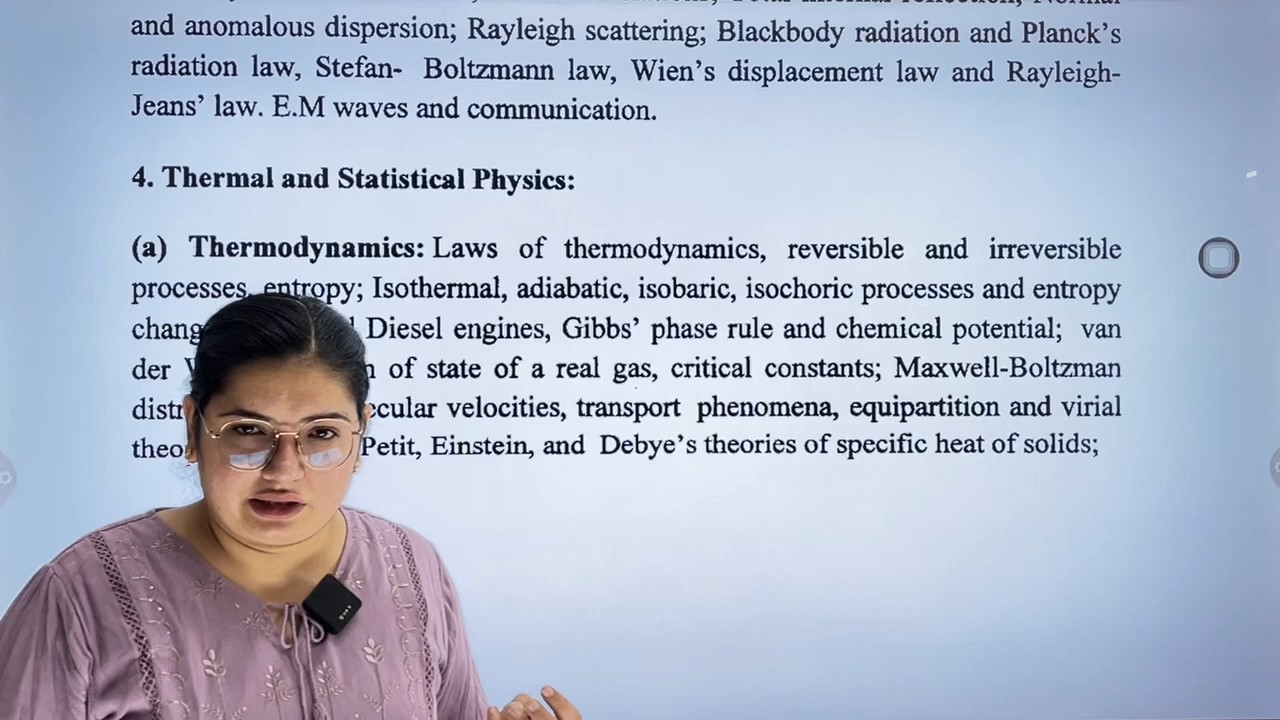 and anomalous dispersion; Rayleigh scattering; Blackbody radiation and Planck's
radiation law, Stefan- Boltzmann law, Wien's displacement law and Rayleigh-
Jeans' law. E.M waves and communication.
4. Thermal and Statistical Physics:
(a) Thermodynamics: Laws of thermodynamics, reversible and irreversible
processes, entropy; Isothermal, adiabatic, isobaric, isochoric processes and entropy
Diesel engines, Gibbs' phase rule and chemical potential; van
der of state of a real gas, critical constants; Maxwell-Boltzman
velocities, transport phenomena, equipartition and virial
Petit, Einstein, and Debye's theories of specific heat of solids;